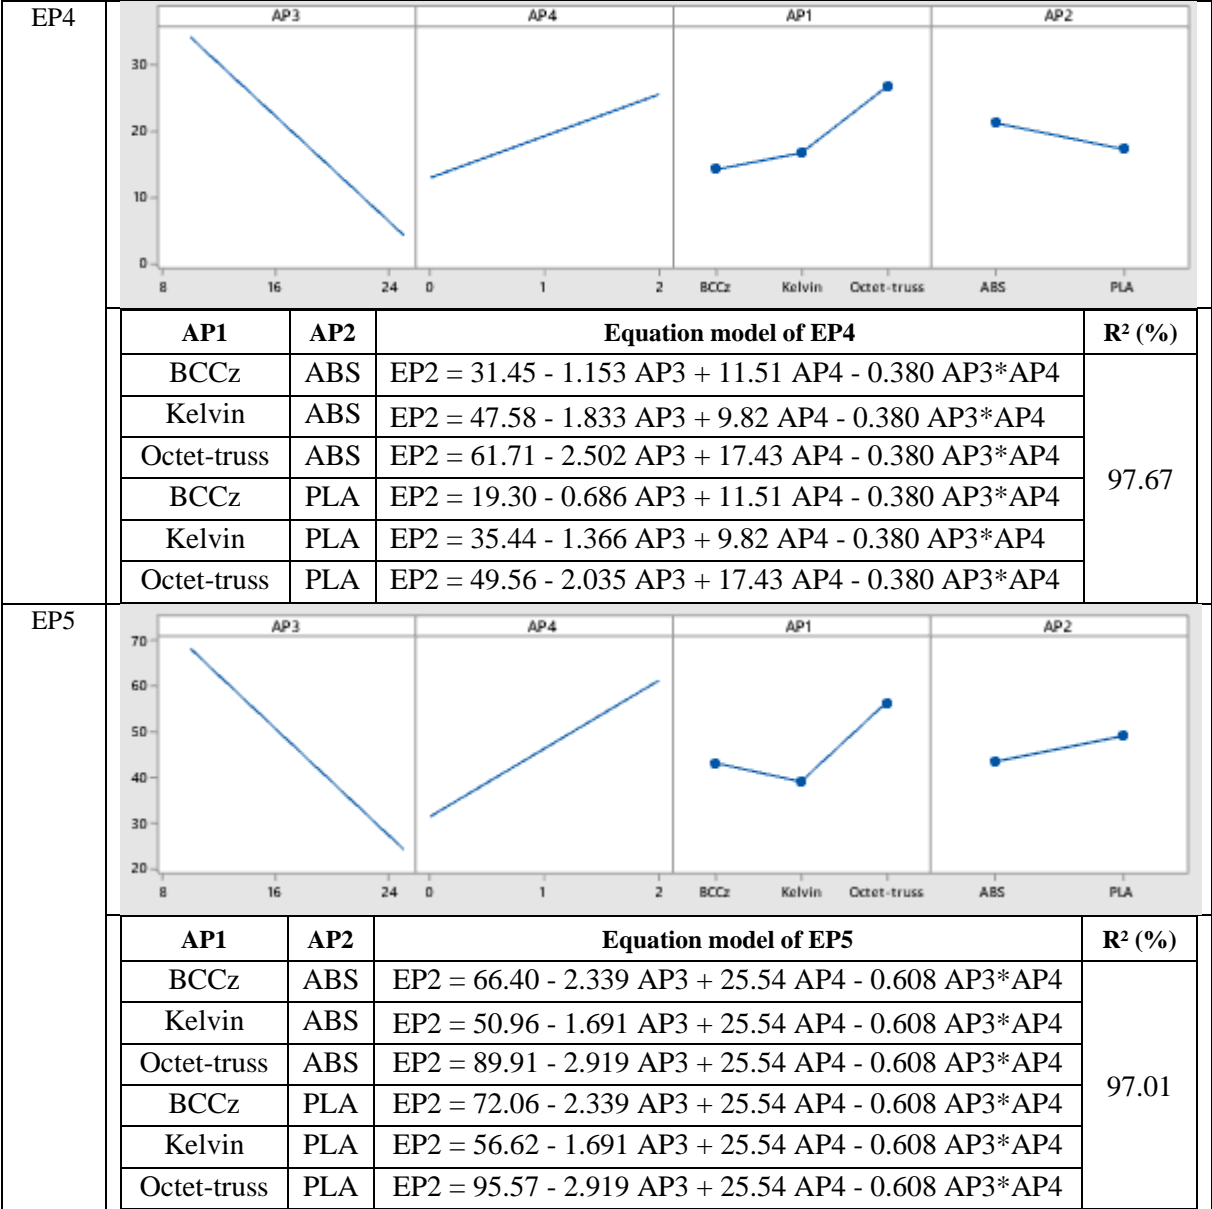 EP4
AP3 AP4 AP1 AP2
30
20
10
0
8 16 24 0 1 2 BCCz Kelvin Octet-truss ABS PLA
AP1 AP2 Equation model of EP4 R² (%)
BCCz ABS EP2 = 31.45 - 1.153 AP3 + 11.51 AP4 - 0.380 AP3*AP4
Kelvin ABS EP2 = 47.58 - 1.833 AP3 + 9.82 AP4 - 0.380 AP3*AP4
Octet-truss ABS EP2 = 61.71 - 2.502 AP3 + 17.43 AP4 - 0.380 AP3*AP4
97.67
BCCz PLA EP2 = 19.30 - 0.686 AP3 + 11.51 AP4 - 0.380 AP3*AP4
Kelvin PLA EP2 = 35.44 - 1.366 AP3 + 9.82 AP4 - 0.380 AP3*AP4
Octet-truss PLA EP2 = 49.56 - 2.035 AP3 + 17.43 AP4 - 0.380 AP3*AP4
EP5
AP3 AP4 AP1 AP2
70
60
50
40
30
20
8 16 24 0 1 2 BCCz Kelvin Octet-truss ABS PLA
AP1 AP2 Equation model of EP5 R² (%)
BCCz ABS EP2 = 66.40 - 2.339 AP3 + 25.54 AP4 - 0.608 AP3*AP4
Kelvin ABS EP2 = 50.96 - 1.691 AP3 + 25.54 AP4 - 0.608 AP3*AP4
Octet-truss ABS EP2 = 89.91 - 2.919 AP3 + 25.54 AP4 - 0.608 AP3*AP4
97.01
BCCz PLA EP2 = 72.06 - 2.339 AP3 + 25.54 AP4 - 0.608 AP3*AP4
Kelvin PLA EP2 = 56.62 - 1.691 AP3 + 25.54 AP4 - 0.608 AP3*AP4
Octet-truss PLA EP2 = 95.57 - 2.919 AP3 + 25.54 AP4 - 0.608 AP3*AP4